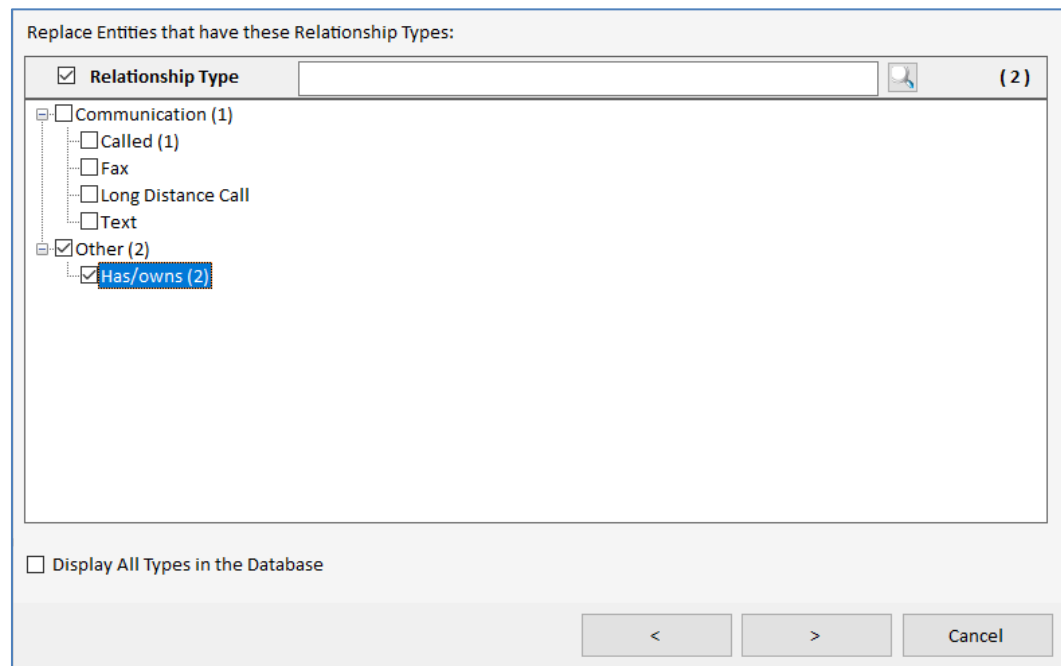 Replace Entities that have these Relationship Types:
Relationship Type (2)
Communication (1)
Called (1)
Fax
Long Distance Call
Text
Other (2)
Has/owns (2)
Display All Types in the Database
< > Cancel